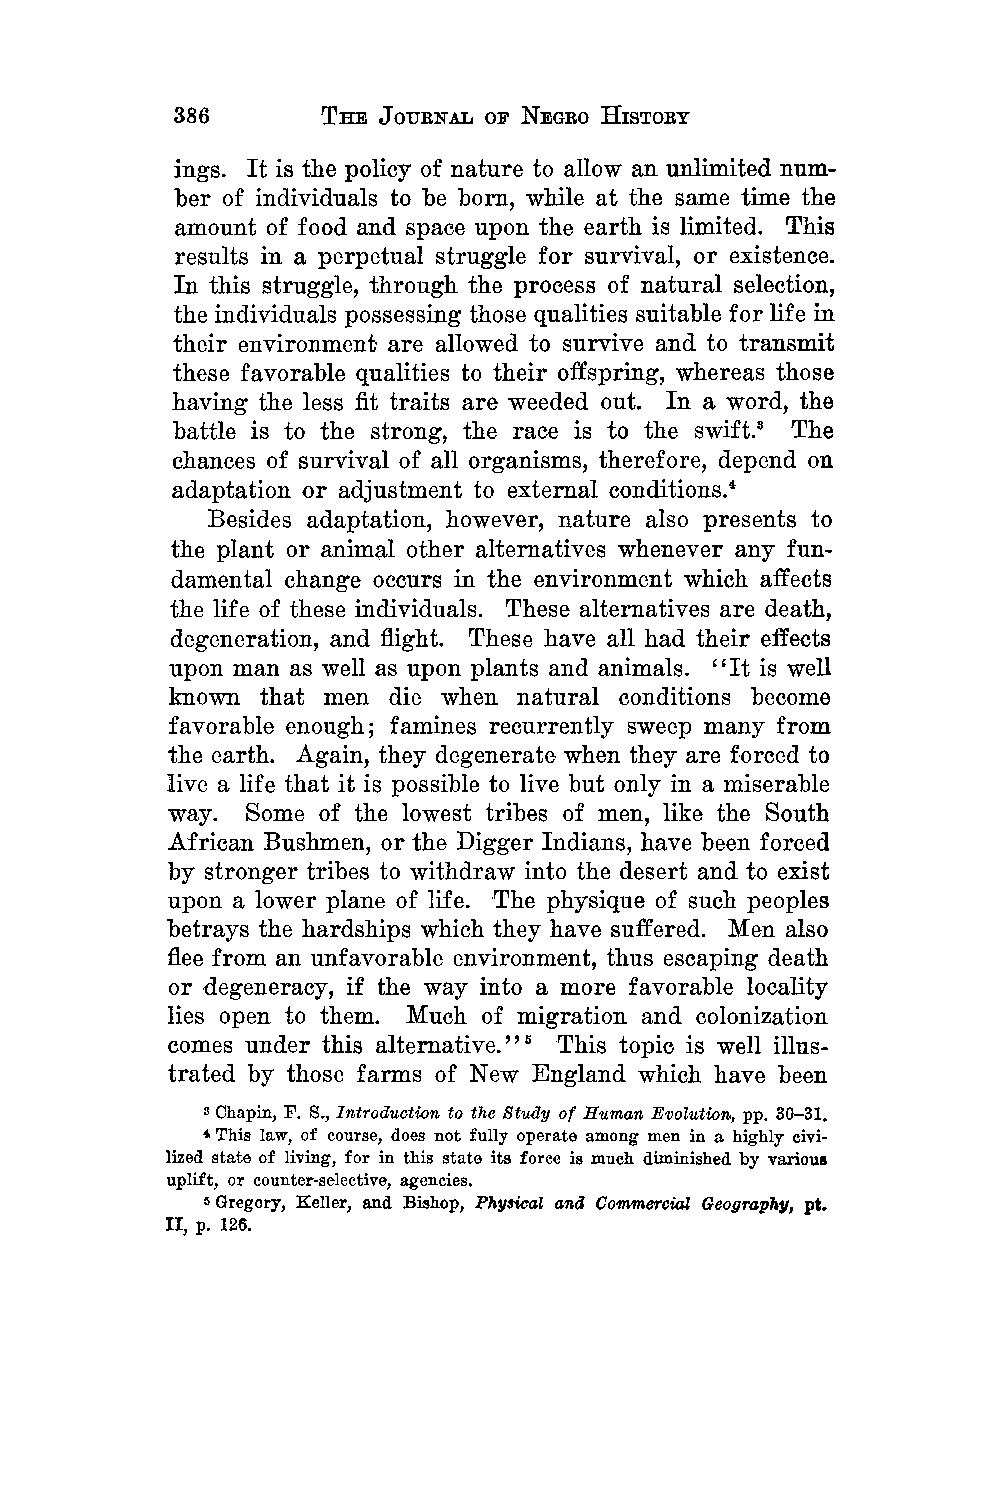 386 THE JOURNAL OF NEGRO HISTORY
ings. It is the policy of nature to allow an unlimited num-
ber of individuals to be born, while at the same time the
amount of food and space upon the earth is limited. This
results in a perpetual struggle for survival, or existence.
In this struggle, through the process of natural selection,
the individuals possessing those qualities suitable for life in
their environment are allowed to survive and to transmit
these favorable qualities to their offspring, whereas those
having the less fit traits are weeded out. In a word, the
battle is to the strong, the race is to the swift.³ The
chances of survival of all organisms, therefore, depend on
adaptation or adjustment to external conditions.⁴
Besides adaptation, however, nature also presents to
the plant or animal other alternatives whenever any fun-
damental change occurs in the environment which affects
the life of these individuals. These alternatives are death,
degeneration, and flight. These have all had their effects
upon man as well as upon plants and animals. ‘‘It is well
known that men die when natural conditions become
favorable enough; famines recurrently sweep many from
the earth. Again, they degenerate when they are forced to
live a life that it is possible to live but only in a miserable
way. Some of the lowest tribes of men, like the South
African Bushmen, or the Digger Indians, have been forced
by stronger tribes to withdraw into the desert and to exist
upon a lower plane of life. The physique of such peoples
betrays the hardships which they have suffered. Men also
flee from an unfavorable environment, thus escaping death
or degeneracy, if the way into a more favorable locality
lies open to them. Much of migration and colonization
comes under this alternative.’’⁵ This topic is well illus-
trated by those farms of New England which have been
³ Chapin, F. S., Introduction to the Study of Human Evolution, pp. 30–31.
⁴ This law, of course, does not fully operate among men in a highly civi-
lized state of living, for in this state its force is much diminished by various
uplift, or counter-selective, agencies.
⁵ Gregory, Keller, and Bishop, Physical and Commercial Geography, pt.
II, p. 126.